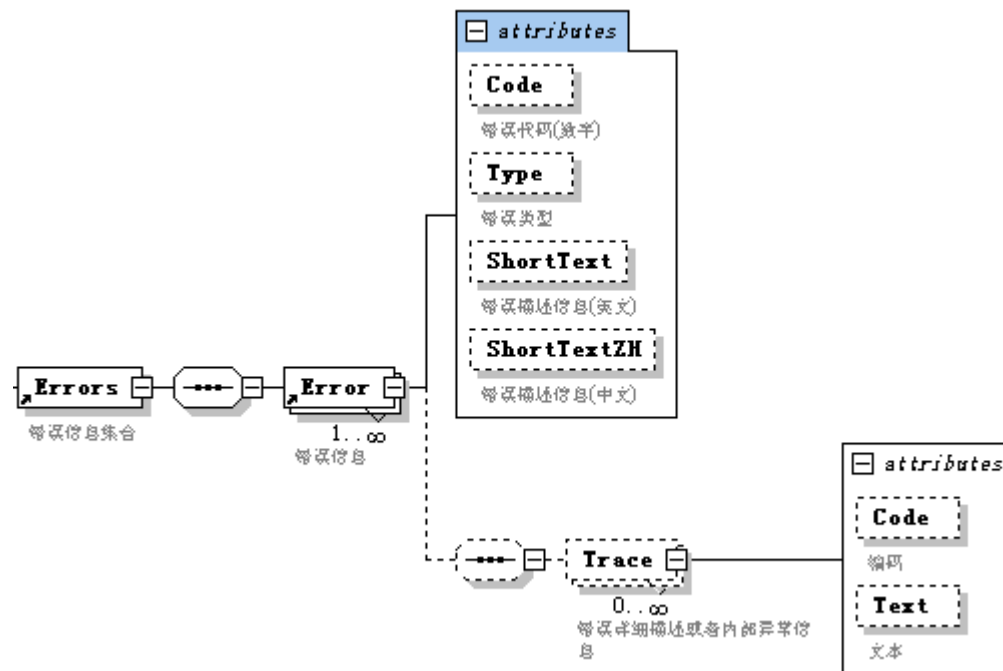 attributes
Code
错误代码(数字)
Type
错误类型
ShortText
错误描述信息(英文)
ShortTextZH
错误描述信息(中文)
Errors
错误信息集合
Error
1..∞
错误信息
Trace
0..∞
错误详细描述或者内部异常信
息
attributes
Code
编码
Text
文本